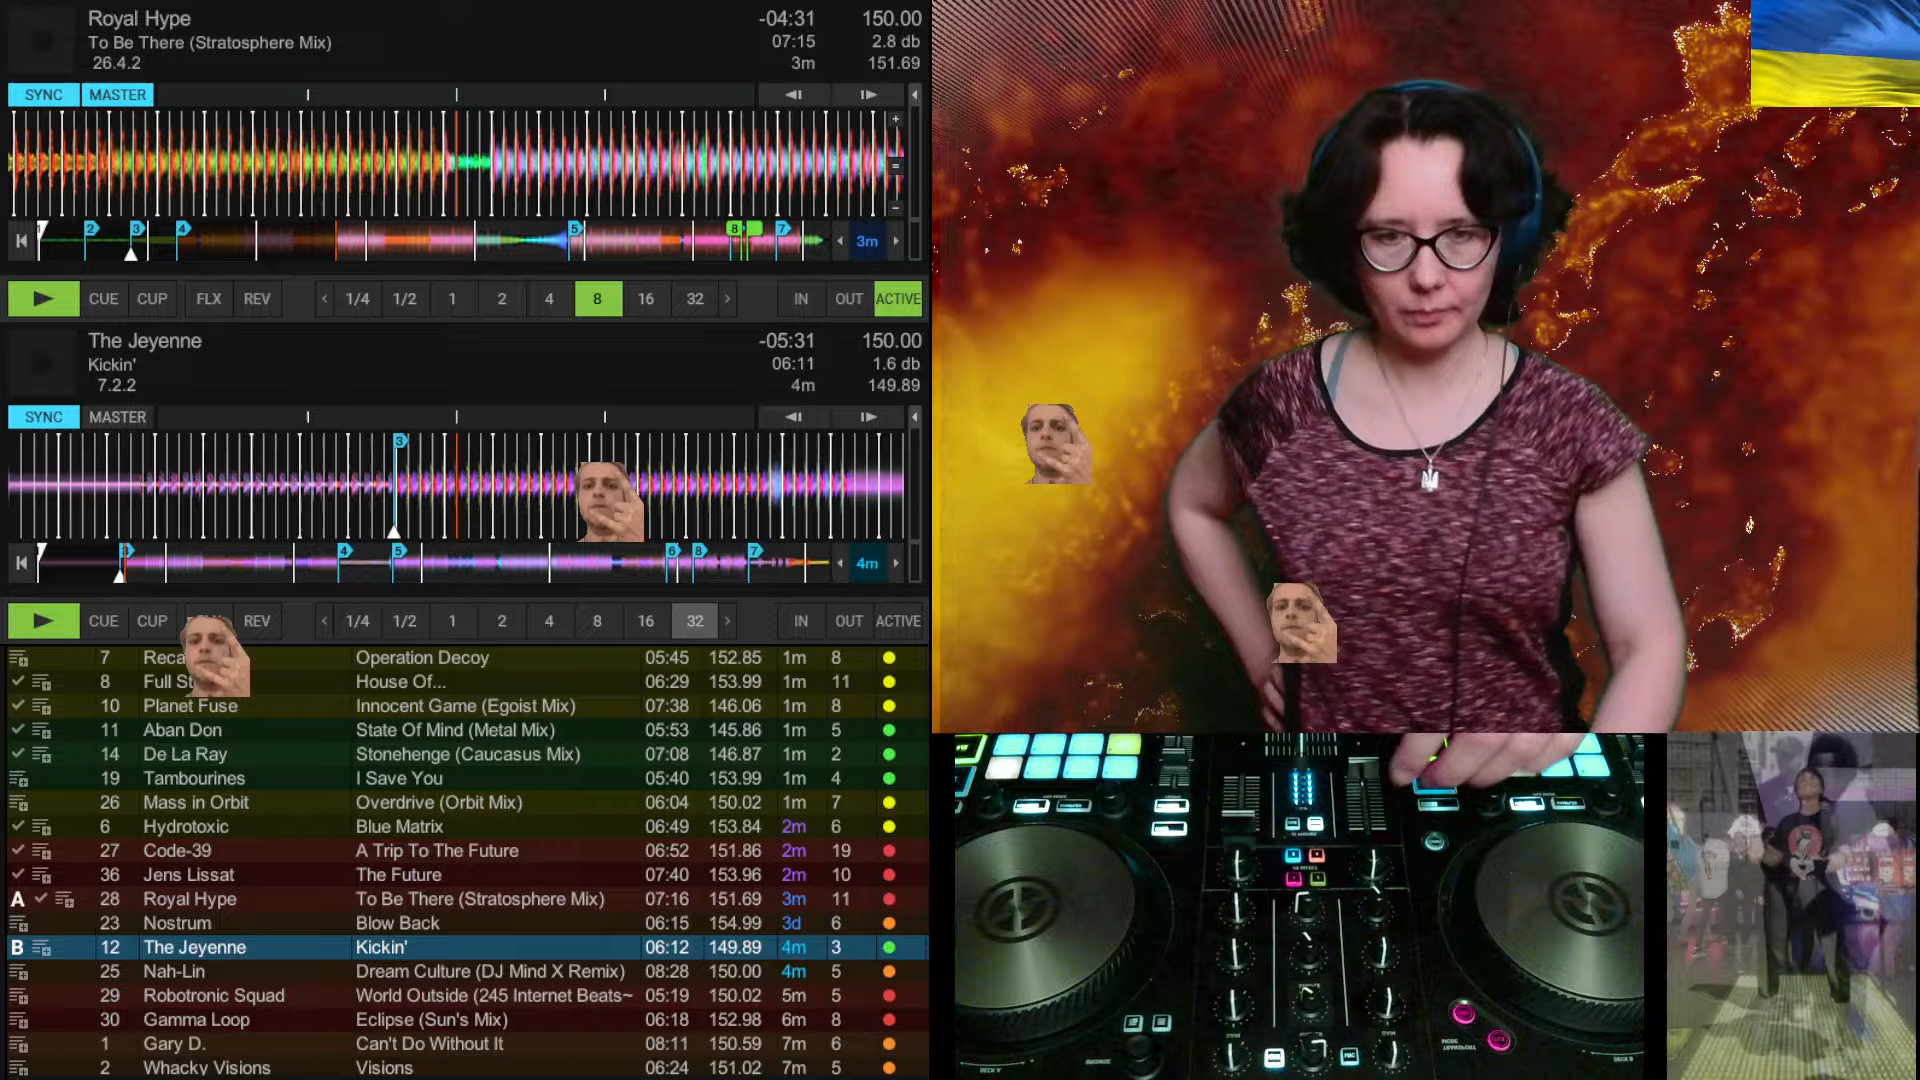 Royal Hype -04:31 150.00
To Be There (Stratosphere Mix) 07:15 2.8 db
26.4.2 3m 151.69
SYNC MASTER
2 3 4 5 8 7 3m
CUE CUP FLX REV 1/4 1/2 1 2 4 8 16 32 IN OUT ACTIVE
The Jeyenne -05:31 150.00
Kickin' 06:11 1.6 db
7.2.2 4m 149.89
SYNC MASTER
3
4 5 6 8 7 4m
CUE CUP REV 1/4 1/2 1 2 4 8 16 32 IN OUT ACTIVE
7 Operation Decoy 05:45 152.85 1m 8
8 House Of... 06:29 153.99 1m 11
10 Planet Fuse Innocent Game (Egoist Mix) 07:38 146.06 1m 8
11 Aban Don State Of Mind (Metal Mix) 05:53 145.86 1m 5
14 De La Ray Stonehenge (Caucasus Mix) 07:08 146.87 1m 2
19 Tambourines I Save You 05:40 153.99 1m 4
26 Mass in Orbit Overdrive (Orbit Mix) 06:04 150.02 1m 7
6 Hydrotoxic Blue Matrix 06:49 153.84 2m 6
27 Code-39 A Trip To The Future 06:52 151.86 2m 19
36 Jens Lissat The Future 07:40 153.96 2m 10
A 28 Royal Hype To Be There (Stratosphere Mix) 07:16 151.69 3m 11
23 Nostrum Blow Back 06:15 154.99 3d 6
B 12 The Jeyenne Kickin' 06:12 149.89 4m 3
25 Nah-Lin Dream Culture (DJ Mind X Remix) 08:28 150.00 4m 5
29 Robotronic Squad World Outside (245 Internet Beats~ 05:19 150.02 5m 5
30 Gamma Loop Eclipse (Sun's Mix) 06:18 152.98 6m 8
1 Gary D. Can't Do Without It 08:11 150.59 7m 6
2 Whacky Visions Visions 06:24 151.02 7m 5